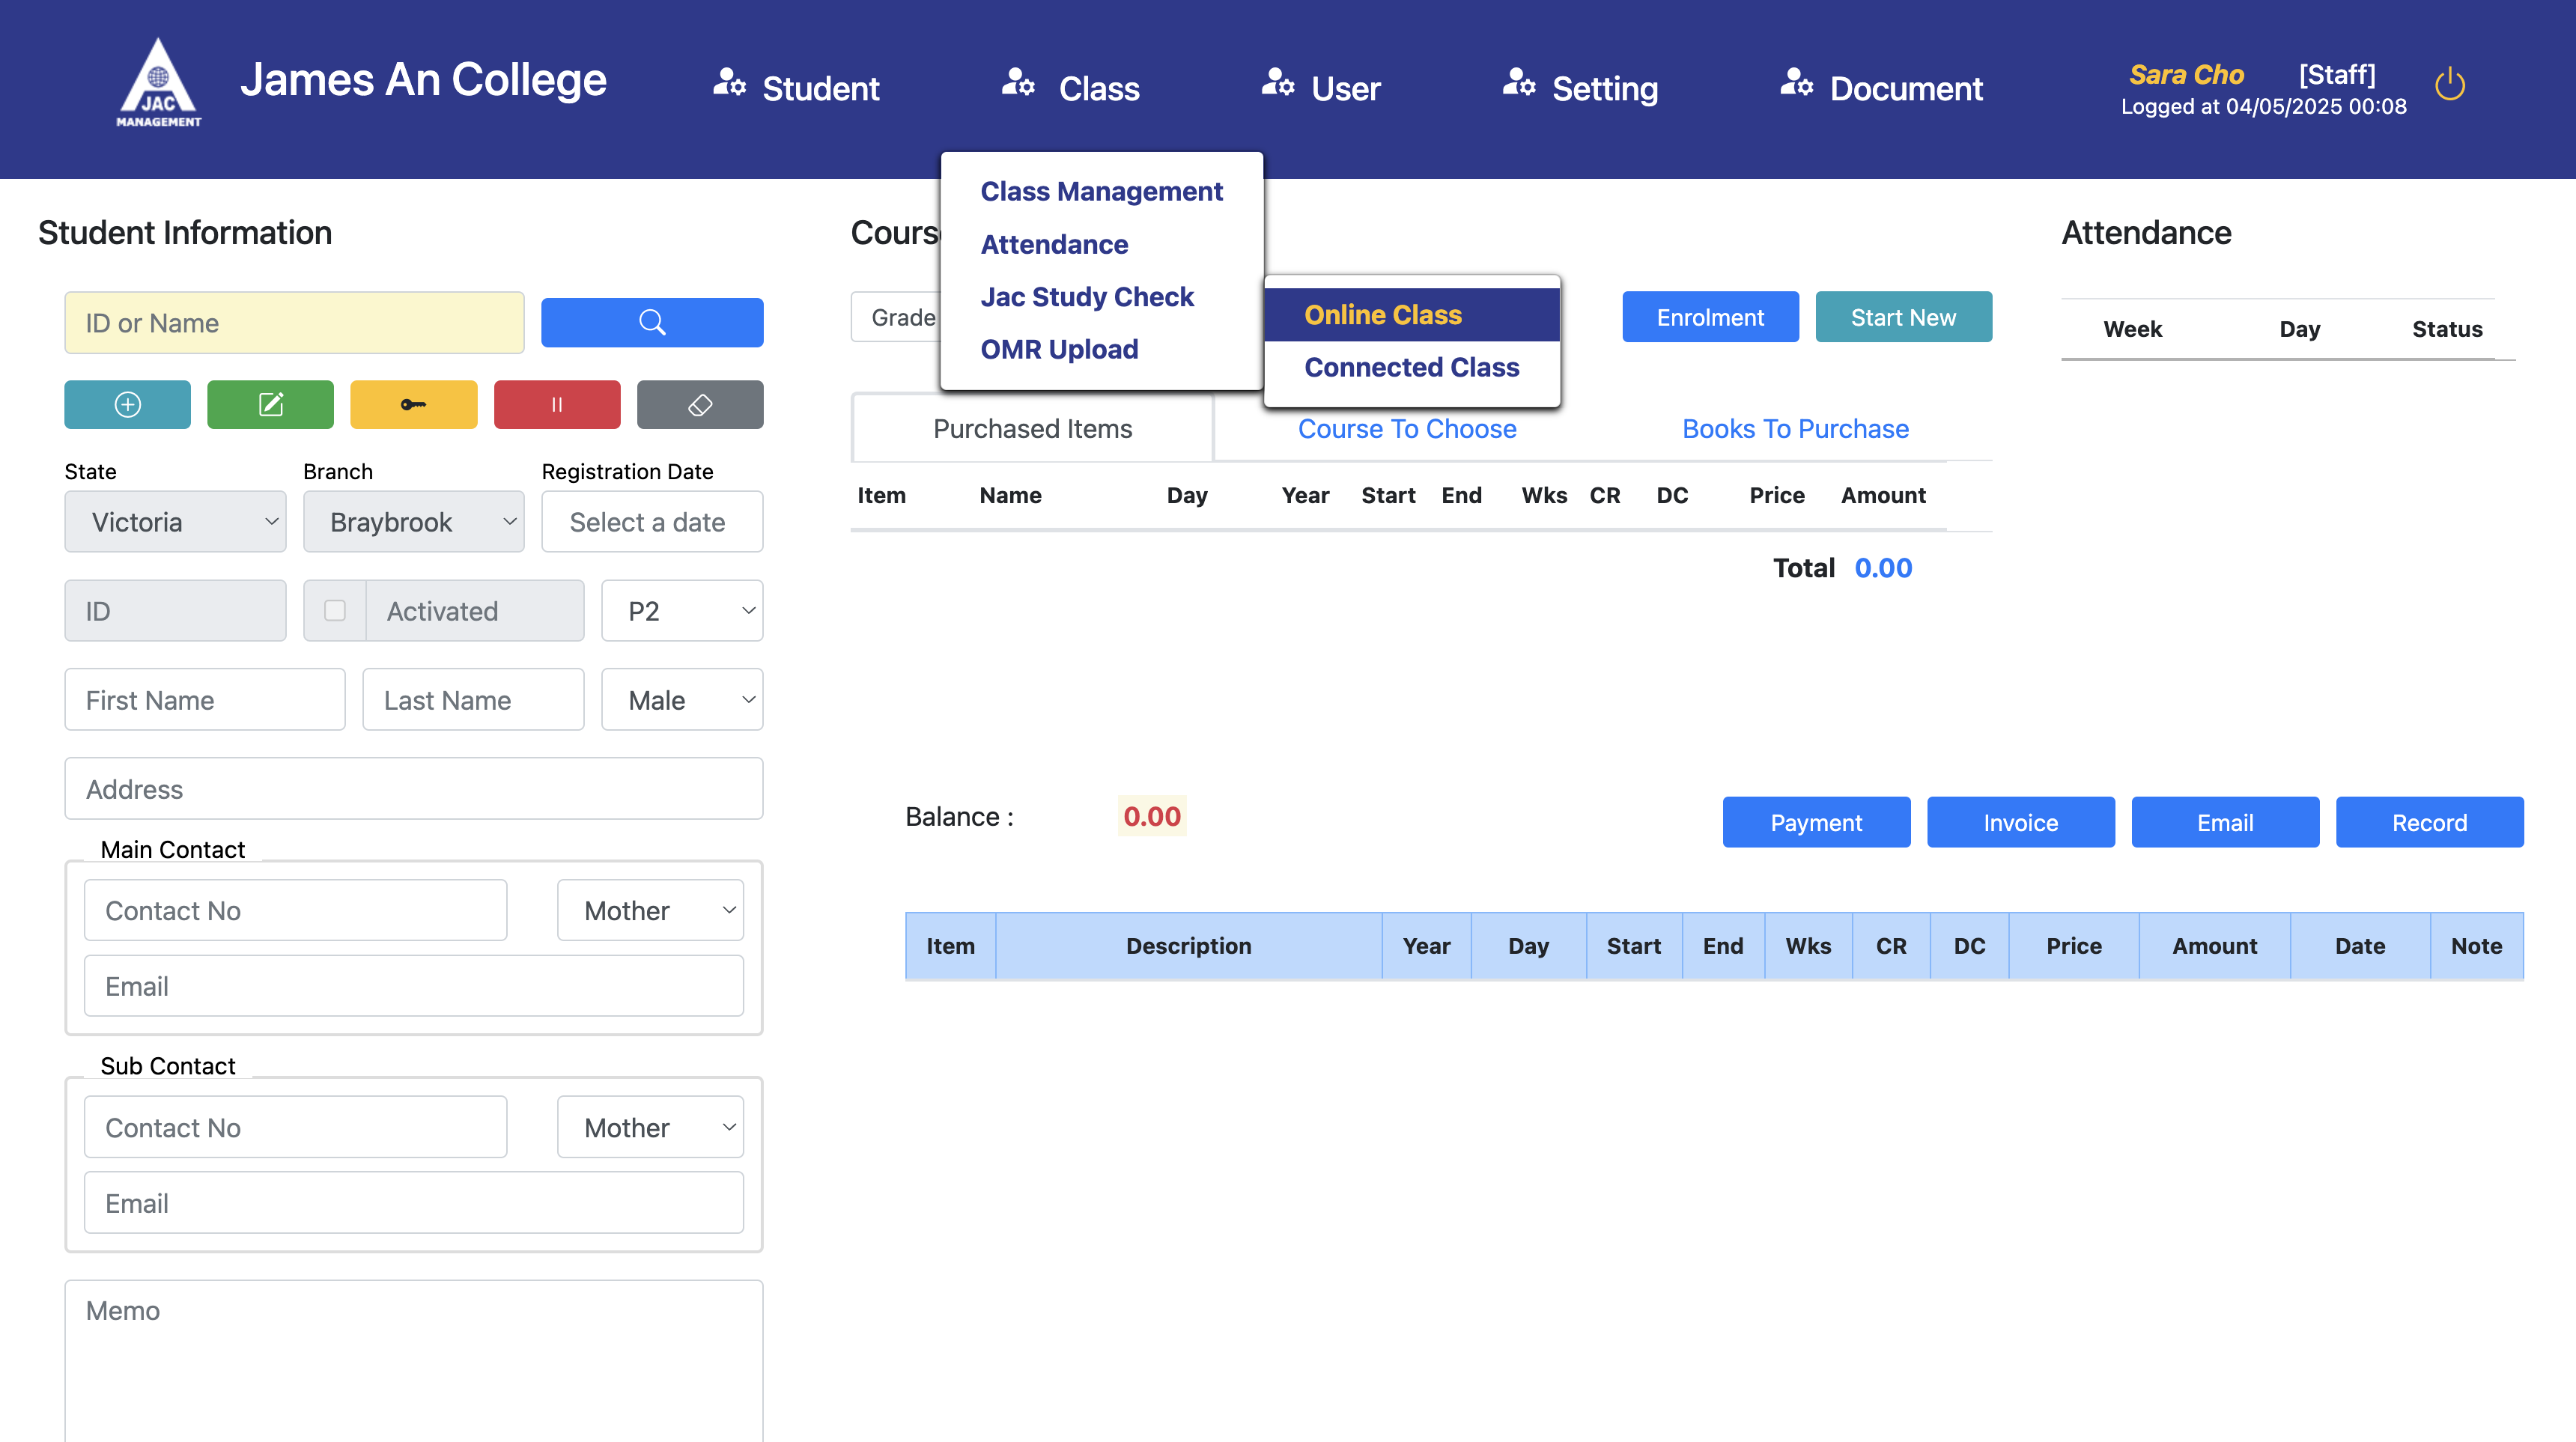 JAC
MANAGEMENT
James An College
Student
Class
User
Setting
Document
Sara Cho [Staff]
Logged at 04/05/2025 00:08
Class Management
Attendance
Jac Study Check
OMR Upload
Online Class
Connected Class
Student Information
ID or Name
State
Branch
Registration Date
Victoria
Braybrook
Select a date
ID
Activated
P2
First Name
Last Name
Male
Address
Main Contact
Contact No
Mother
Email
Sub Contact
Contact No
Mother
Email
Memo
Cours
Grade
Enrolment
Start New
Purchased Items
Course To Choose
Books To Purchase
Item Name Day Year Start End Wks CR DC Price Amount
Total 0.00
Attendance
Week Day Status
Balance : 0.00
Payment
Invoice
Email
Record
Item Description Year Day Start End Wks CR DC Price Amount Date Note